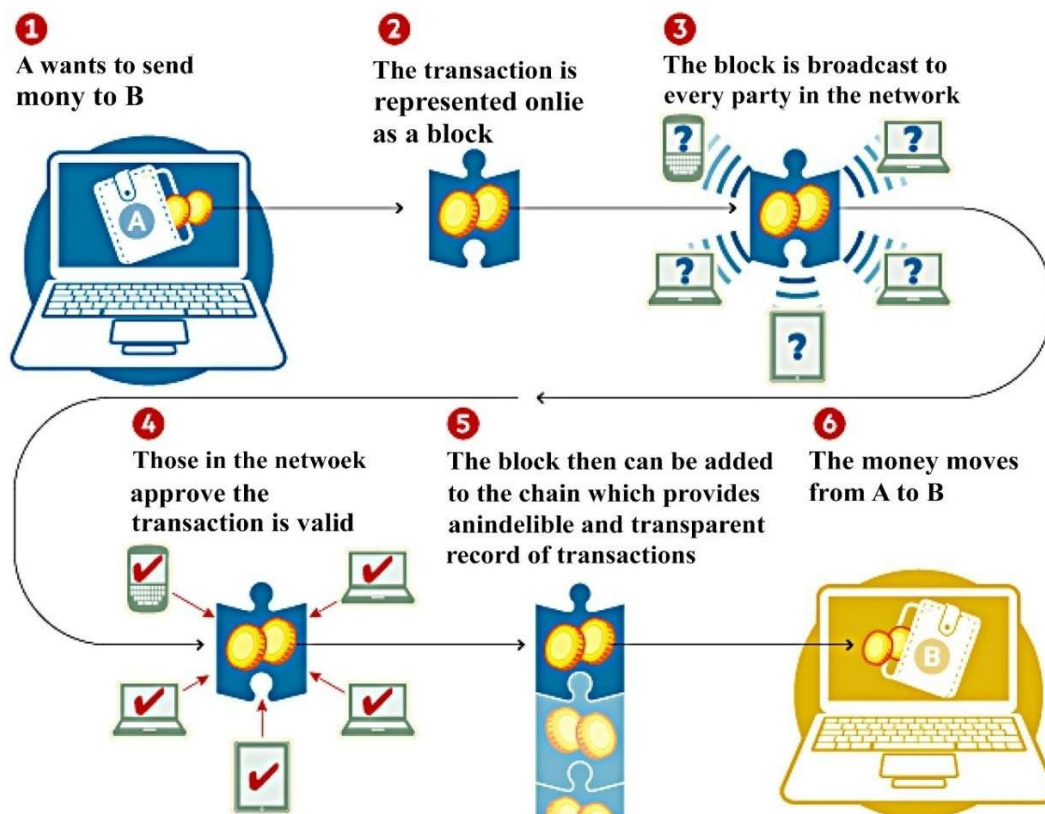 1
A wants to send
mony to B
A
2
The transaction is
represented onlie
as a block
3
The block is broadcast to
every party in the network
?
?
?
?
?
4
Those in the netwoek
approve the
transaction is valid
5
The block then can be added
to the chain which provides
anindelible and transparent
record of transactions
6
The money moves
from A to B
B